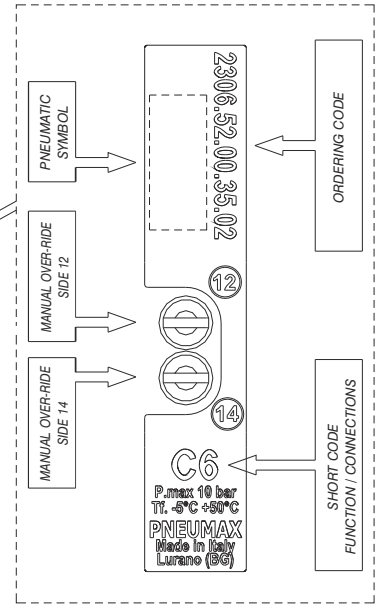 PNEUMATIC
SYMBOL
MANUAL OVER-RIDE
SIDE 12
MANUAL OVER-RIDE
SIDE 14
2306.52.00.35.02
12
14
C6
P.max 10 bar
Tf. -5°C +50°C
PNEUMAX
Made in Italy
Lurano (BG)
ORDERING CODE
SHORT CODE
FUNCTION / CONNECTIONS